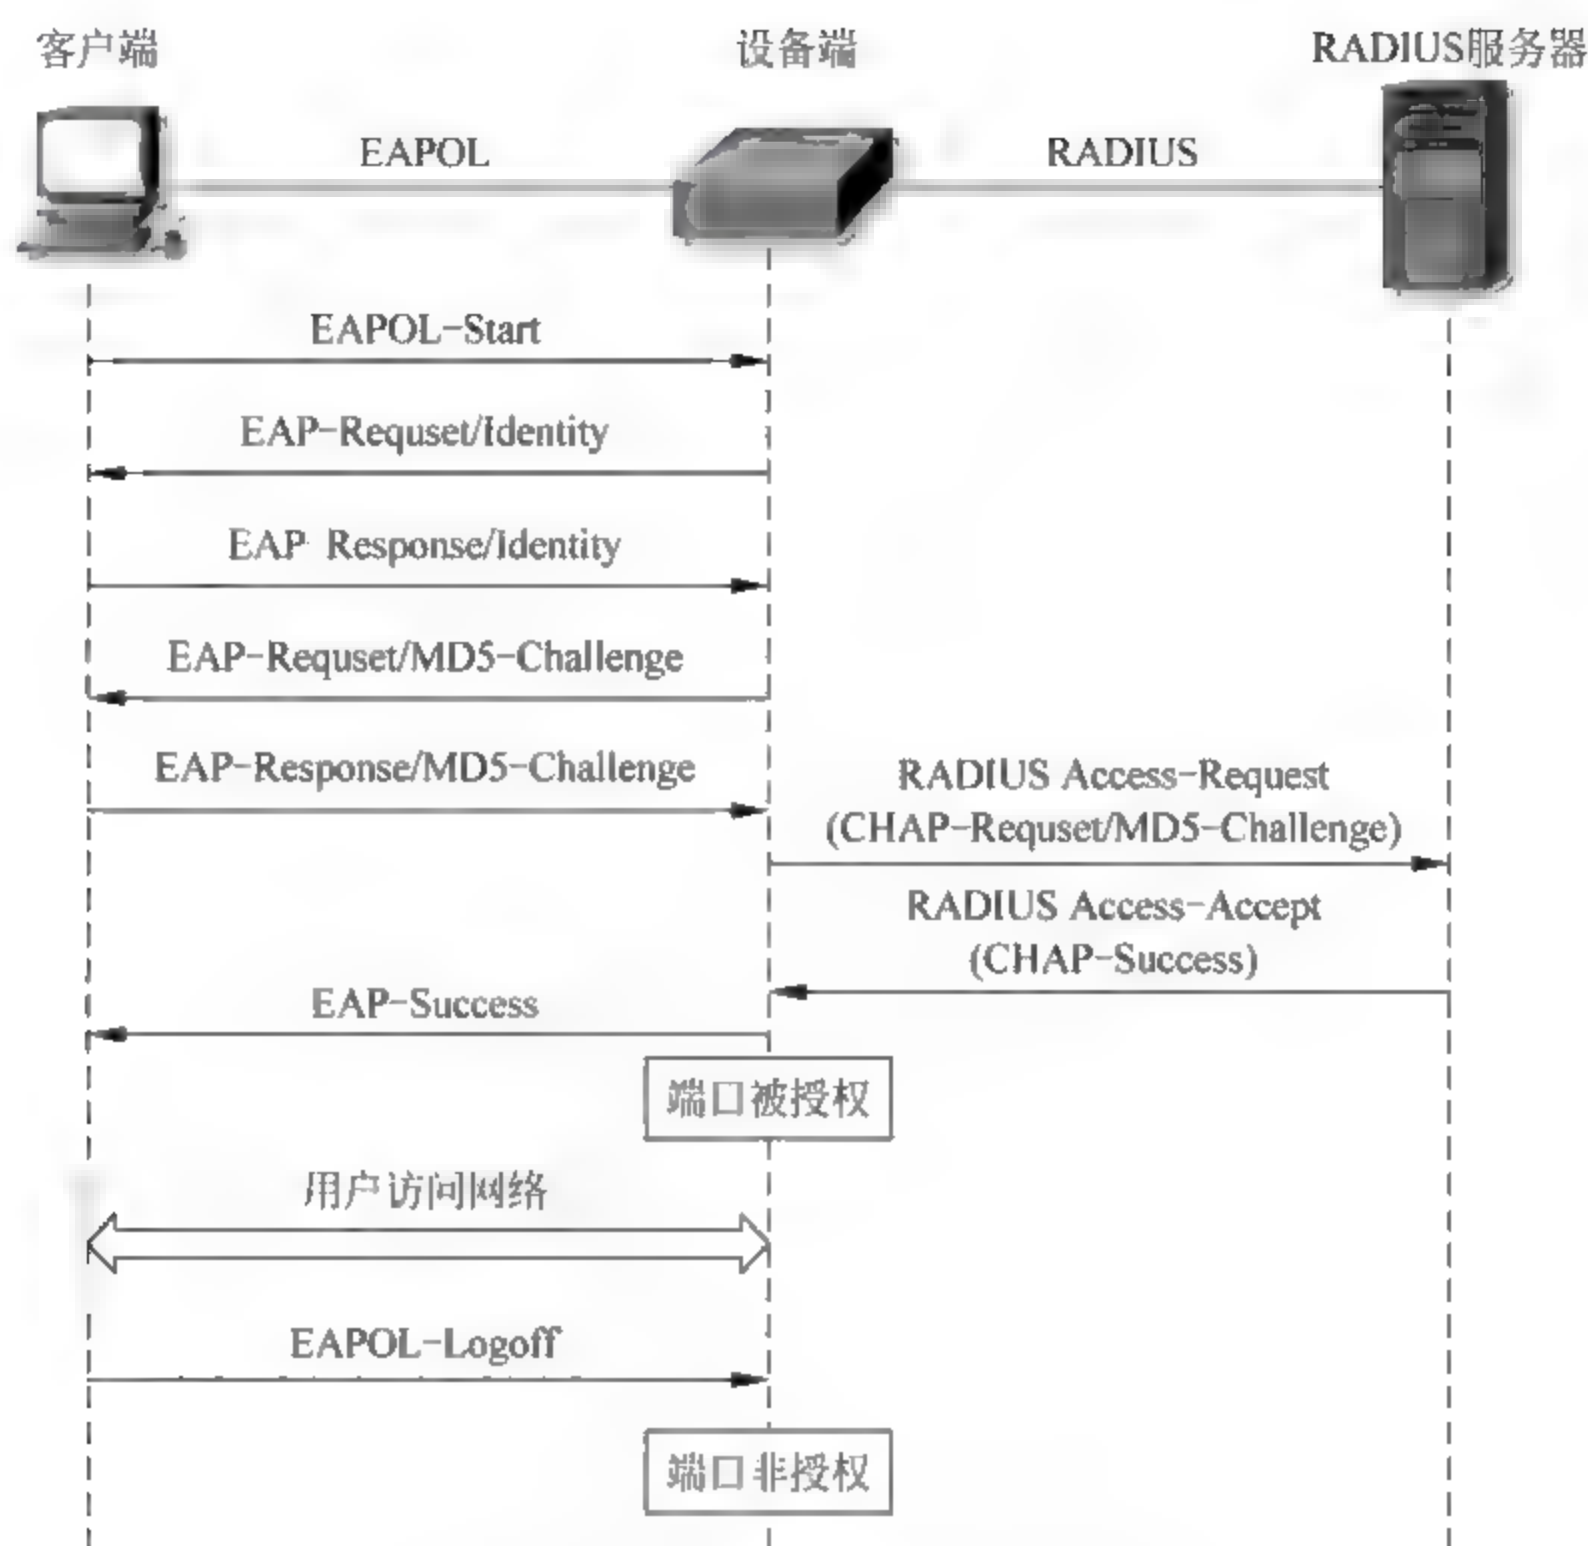 客户端
设备端
RADIUS服务器
EAPOL
RADIUS
EAPOL-Start
EAP-Requset/Identity
EAP Response/Identity
EAP-Requset/MD5-Challenge
EAP-Response/MD5-Challenge
RADIUS Access-Request
(CHAP-Requset/MD5-Challenge)
RADIUS Access-Accept
(CHAP-Success)
EAP-Success
端口被授权
用户访问网络
EAPOL-Logoff
端口非授权